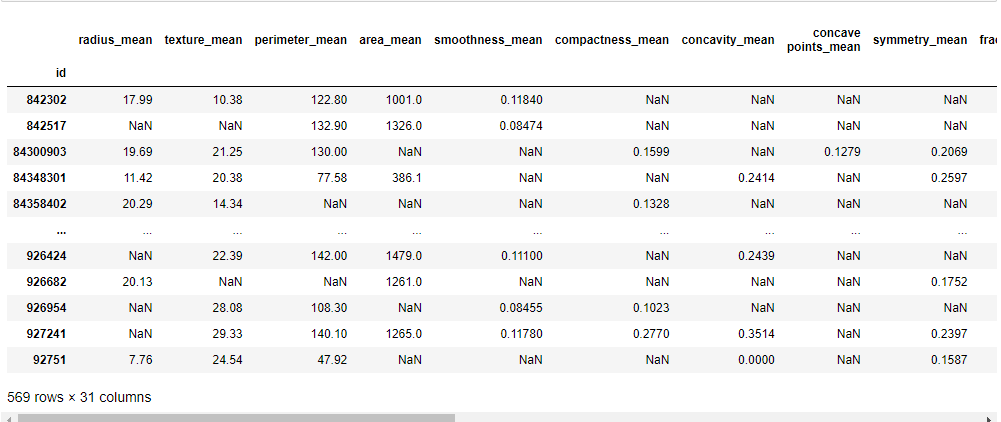 radius_mean texture_mean perimeter_mean area_mean smoothness_mean compactness_mean concavity_mean concave points_mean symmetry_mean frac
id
842302 17.99 10.38 122.80 1001.0 0.11840 NaN NaN NaN NaN
842517 NaN NaN 132.90 1326.0 0.08474 NaN NaN NaN NaN
84300903 19.69 21.25 130.00 NaN NaN 0.1599 NaN 0.1279 0.2069
84348301 11.42 20.38 77.58 386.1 NaN NaN 0.2414 NaN 0.2597
84358402 20.29 14.34 NaN NaN NaN 0.1328 NaN NaN NaN
... ... ... ... ... ... ... ... ... ...
926424 NaN 22.39 142.00 1479.0 0.11100 NaN 0.2439 NaN NaN
926682 20.13 NaN NaN 1261.0 NaN NaN NaN NaN 0.1752
926954 NaN 28.08 108.30 NaN 0.08455 0.1023 NaN NaN NaN
927241 NaN 29.33 140.10 1265.0 0.11780 0.2770 0.3514 NaN 0.2397
92751 7.76 24.54 47.92 NaN NaN NaN 0.0000 NaN 0.1587
569 rows × 31 columns